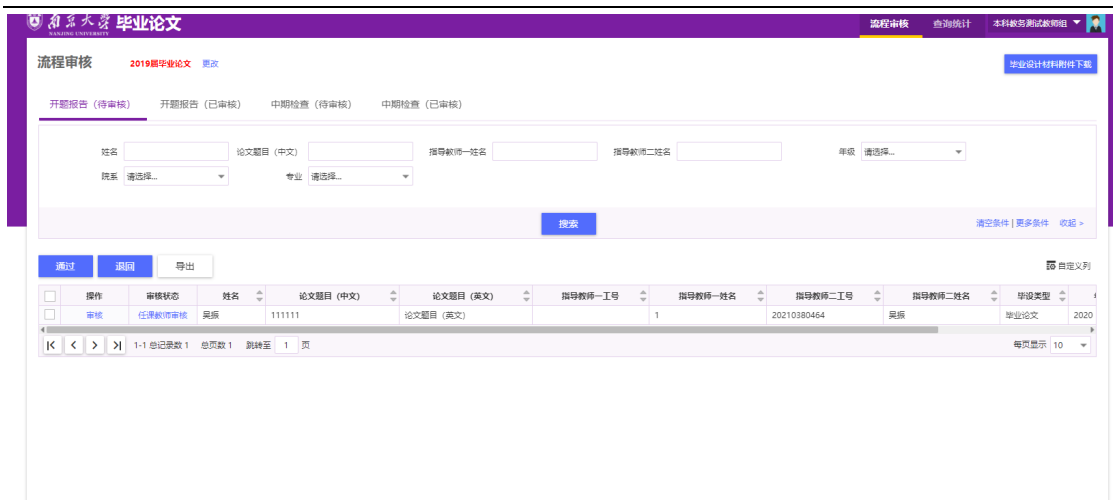 南京大学 毕业论文 流程审核 查询统计 本科教务测试教师组
NANJING UNIVERSITY
流程审核 2019届毕业论文 更改 毕业设计材料附件下载
开题报告（待审核） 开题报告（已审核） 中期检查（待审核） 中期检查（已审核）
姓名 论文题目（中文） 指导教师一姓名 指导教师二姓名 年级 请选择...
院系 请选择... 专业 请选择...
搜索 清空条件 | 更多条件 收起 >
通过 退回 导出 自定义列
操作 审核状态 姓名 论文题目（中文） 论文题目（英文） 指导教师一工号 指导教师一姓名 指导教师二工号 指导教师二姓名 毕设类型
审核 任课教师审核 吴振 111111 论文题目（英文） 1 20210380464 吴振 毕业论文 2020
1-1 总记录数 1 总页数 1 跳转至 1 页 每页显示 10